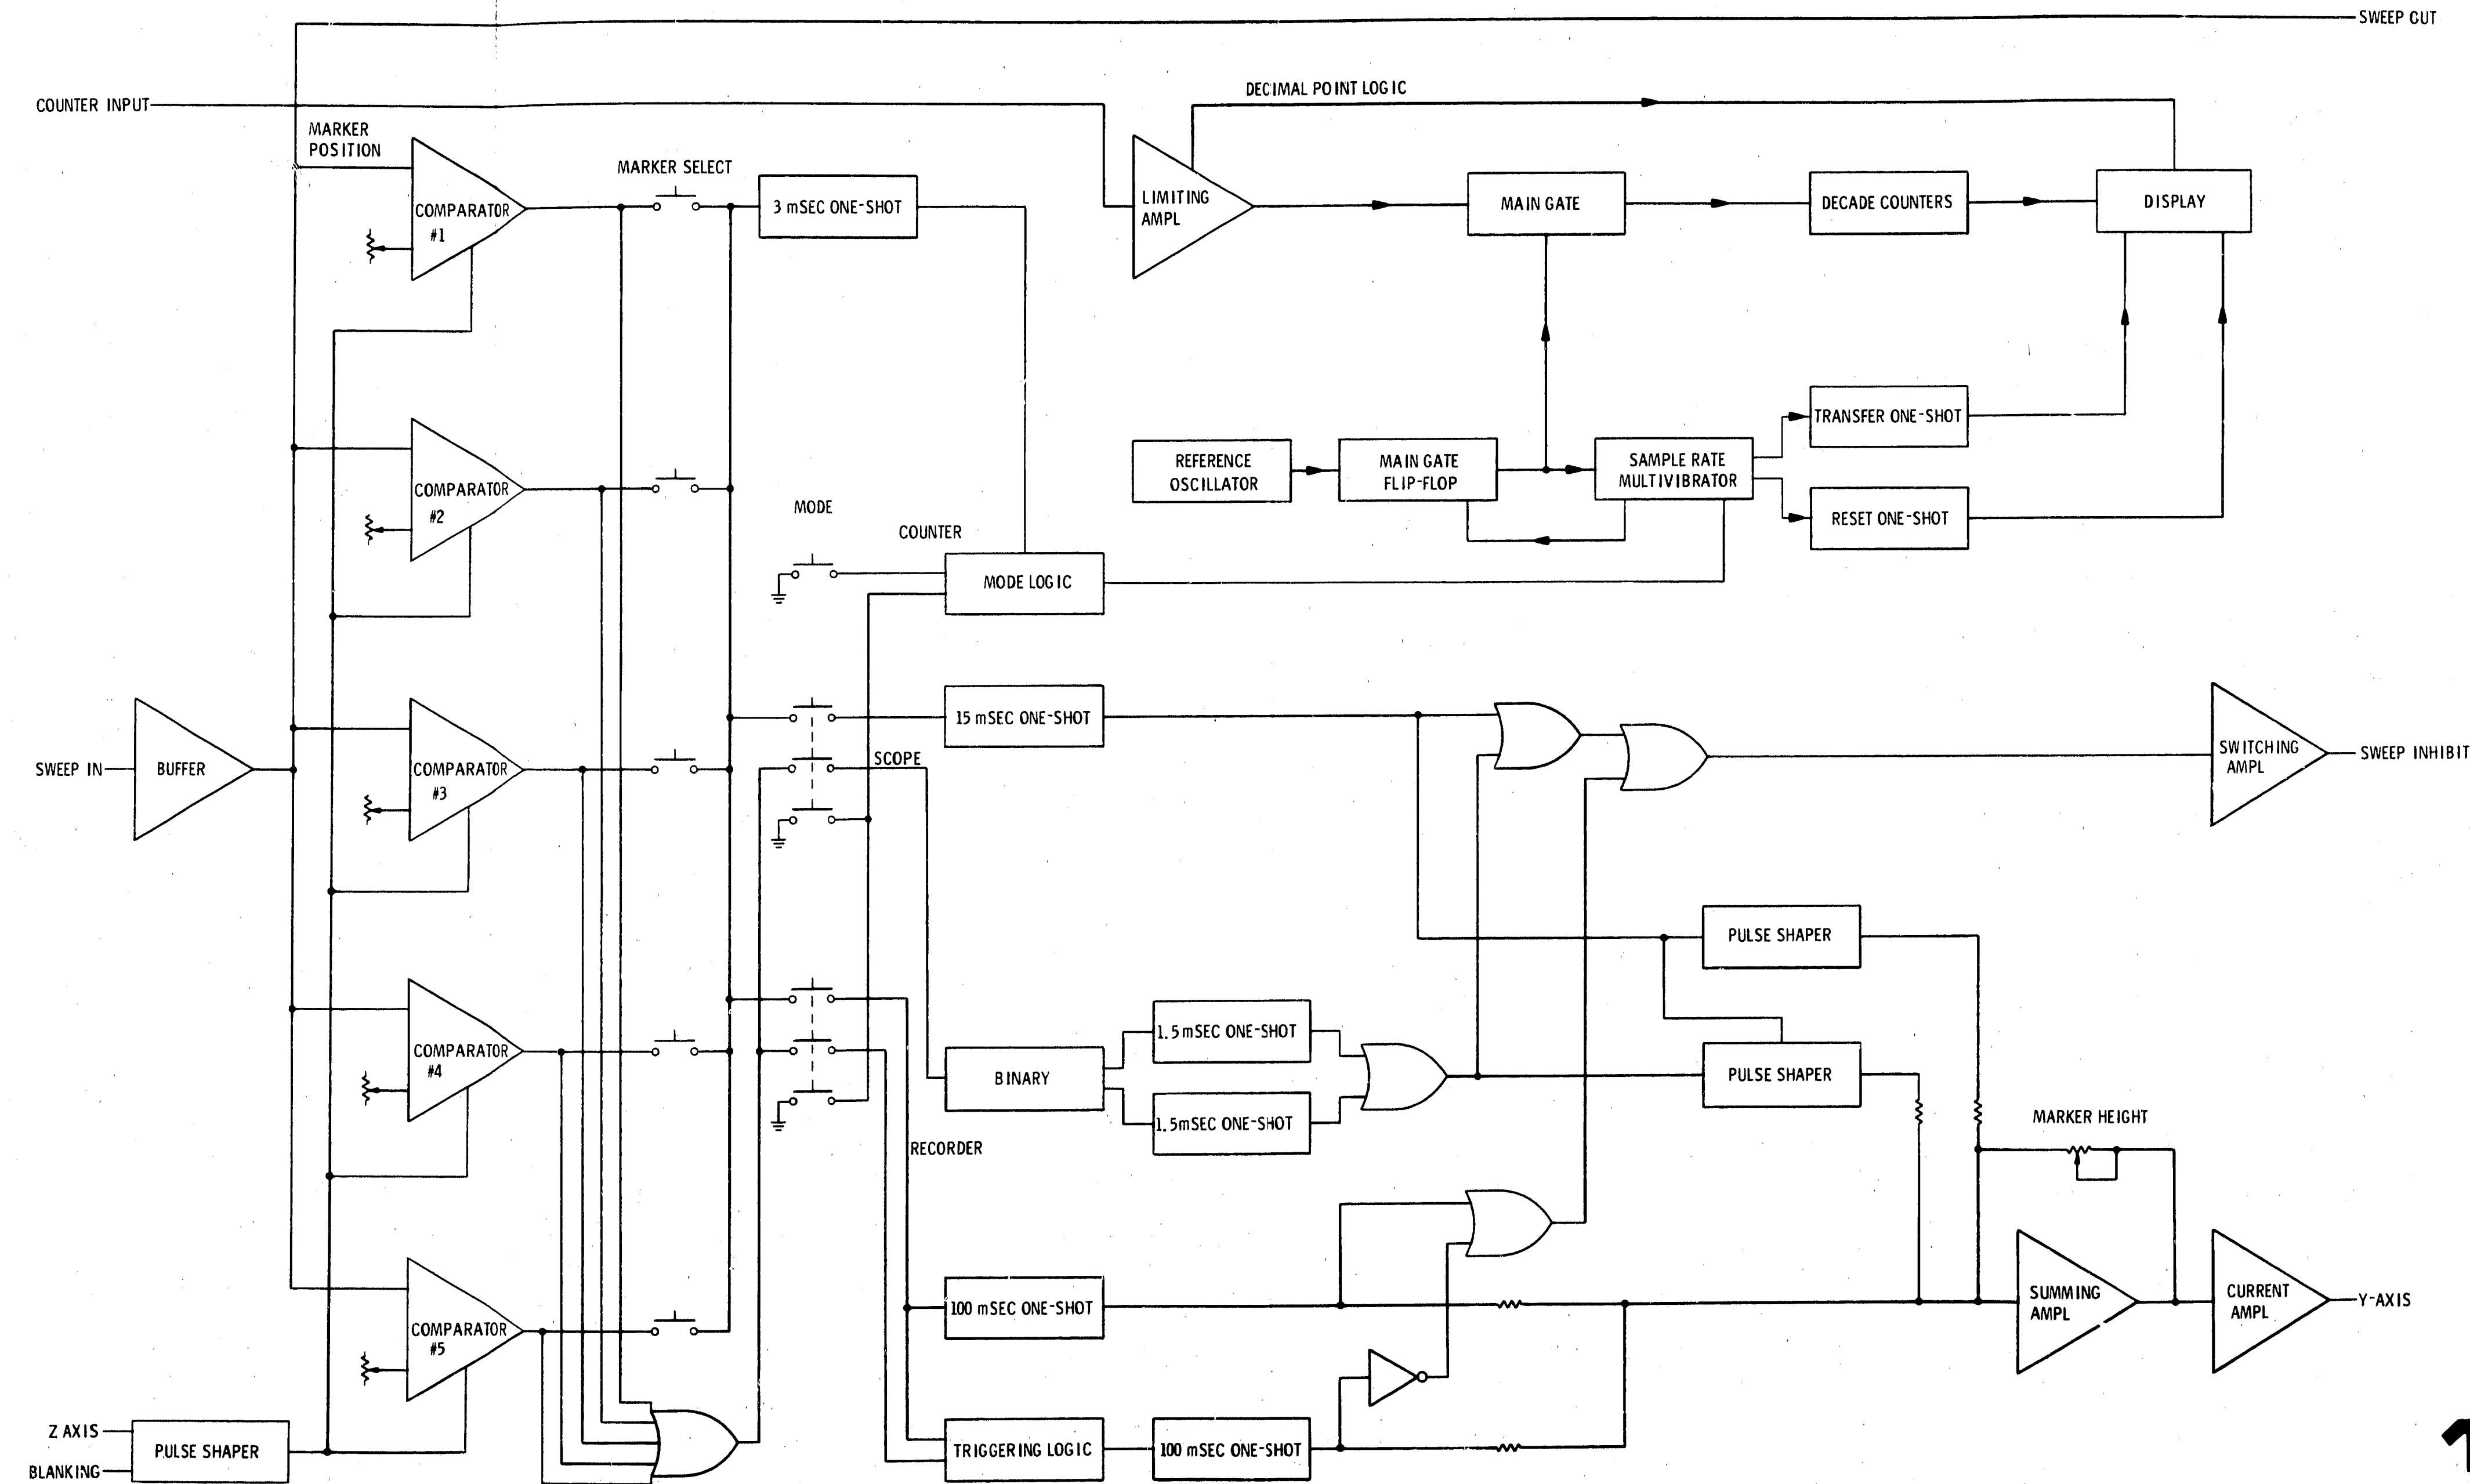 SWEEP OUT
DECIMAL POINT LOGIC
COUNTER INPUT
MARKER
POSITION
MARKER SELECT
COMPARATOR
#1
3 mSEC ONE-SHOT
LIMITING
AMPL
MAIN GATE
DECADE COUNTERS
DISPLAY
TRANSFER ONE-SHOT
COMPARATOR
#2
REFERENCE
OSCILLATOR
MAIN GATE
FLIP-FLOP
SAMPLE RATE
MULTIVIBRATOR
RESET ONE-SHOT
MODE
COUNTER
MODE LOGIC
SWEEP IN
BUFFER
COMPARATOR
#3
15 mSEC ONE-SHOT
SCOPE
SWITCHING
AMPL
SWEEP INHIBIT
PULSE SHAPER
COMPARATOR
#4
1.5 mSEC ONE-SHOT
BINARY
PULSE SHAPER
1.5 mSEC ONE-SHOT
MARKER HEIGHT
RECORDER
COMPARATOR
#5
100 mSEC ONE-SHOT
SUMMING
AMPL
CURRENT
AMPL
Y-AXIS
Z AXIS
BLANKING
PULSE SHAPER
TRIGGERING LOGIC
100 mSEC ONE-SHOT